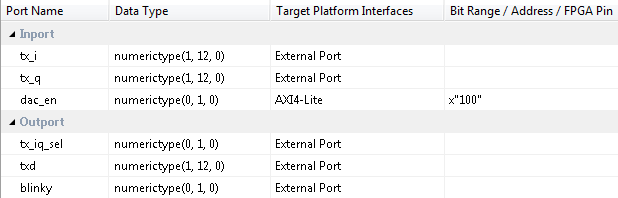 Port Name Data Type Target Platform Interfaces Bit Range / Address / FPGA Pin
Inport
tx_i numerictype(1, 12, 0) External Port
tx_q numerictype(1, 12, 0) External Port
dac_en numerictype(0, 1, 0) AXI4-Lite x"100"
Outport
tx_iq_sel numerictype(0, 1, 0) External Port
txd numerictype(1, 12, 0) External Port
blinky numerictype(0, 1, 0) External Port